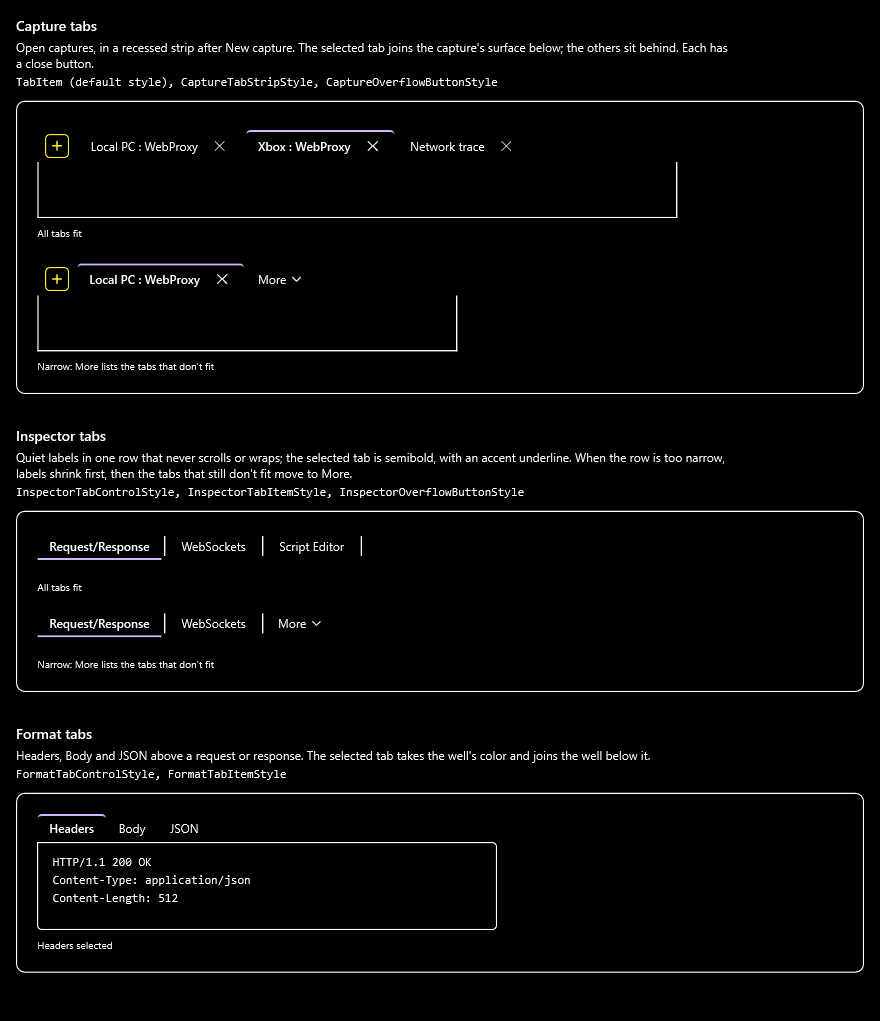 Capture tabs
Open captures, in a recessed strip after New capture. The selected tab joins the capture's surface below; the others sit behind. Each has
a close button.
TabItem (default style), CaptureTabStripStyle, CaptureOverflowButtonStyle
Local PC : WebProxy Xbox : WebProxy Network trace
All tabs fit
Local PC : WebProxy More
Narrow: More lists the tabs that don't fit
Inspector tabs
Quiet labels in one row that never scrolls or wraps; the selected tab is semibold, with an accent underline. When the row is too narrow,
labels shrink first, then the tabs that still don't fit move to More.
InspectorTabControlStyle, InspectorTabItemStyle, InspectorOverflowButtonStyle
Request/Response WebSockets Script Editor
All tabs fit
Request/Response WebSockets More
Narrow: More lists the tabs that don't fit
Format tabs
Headers, Body and JSON above a request or response. The selected tab takes the well's color and joins the well below it.
FormatTabControlStyle, FormatTabItemStyle
Headers Body JSON
HTTP/1.1 200 OK
Content-Type: application/json
Content-Length: 512
Headers selected